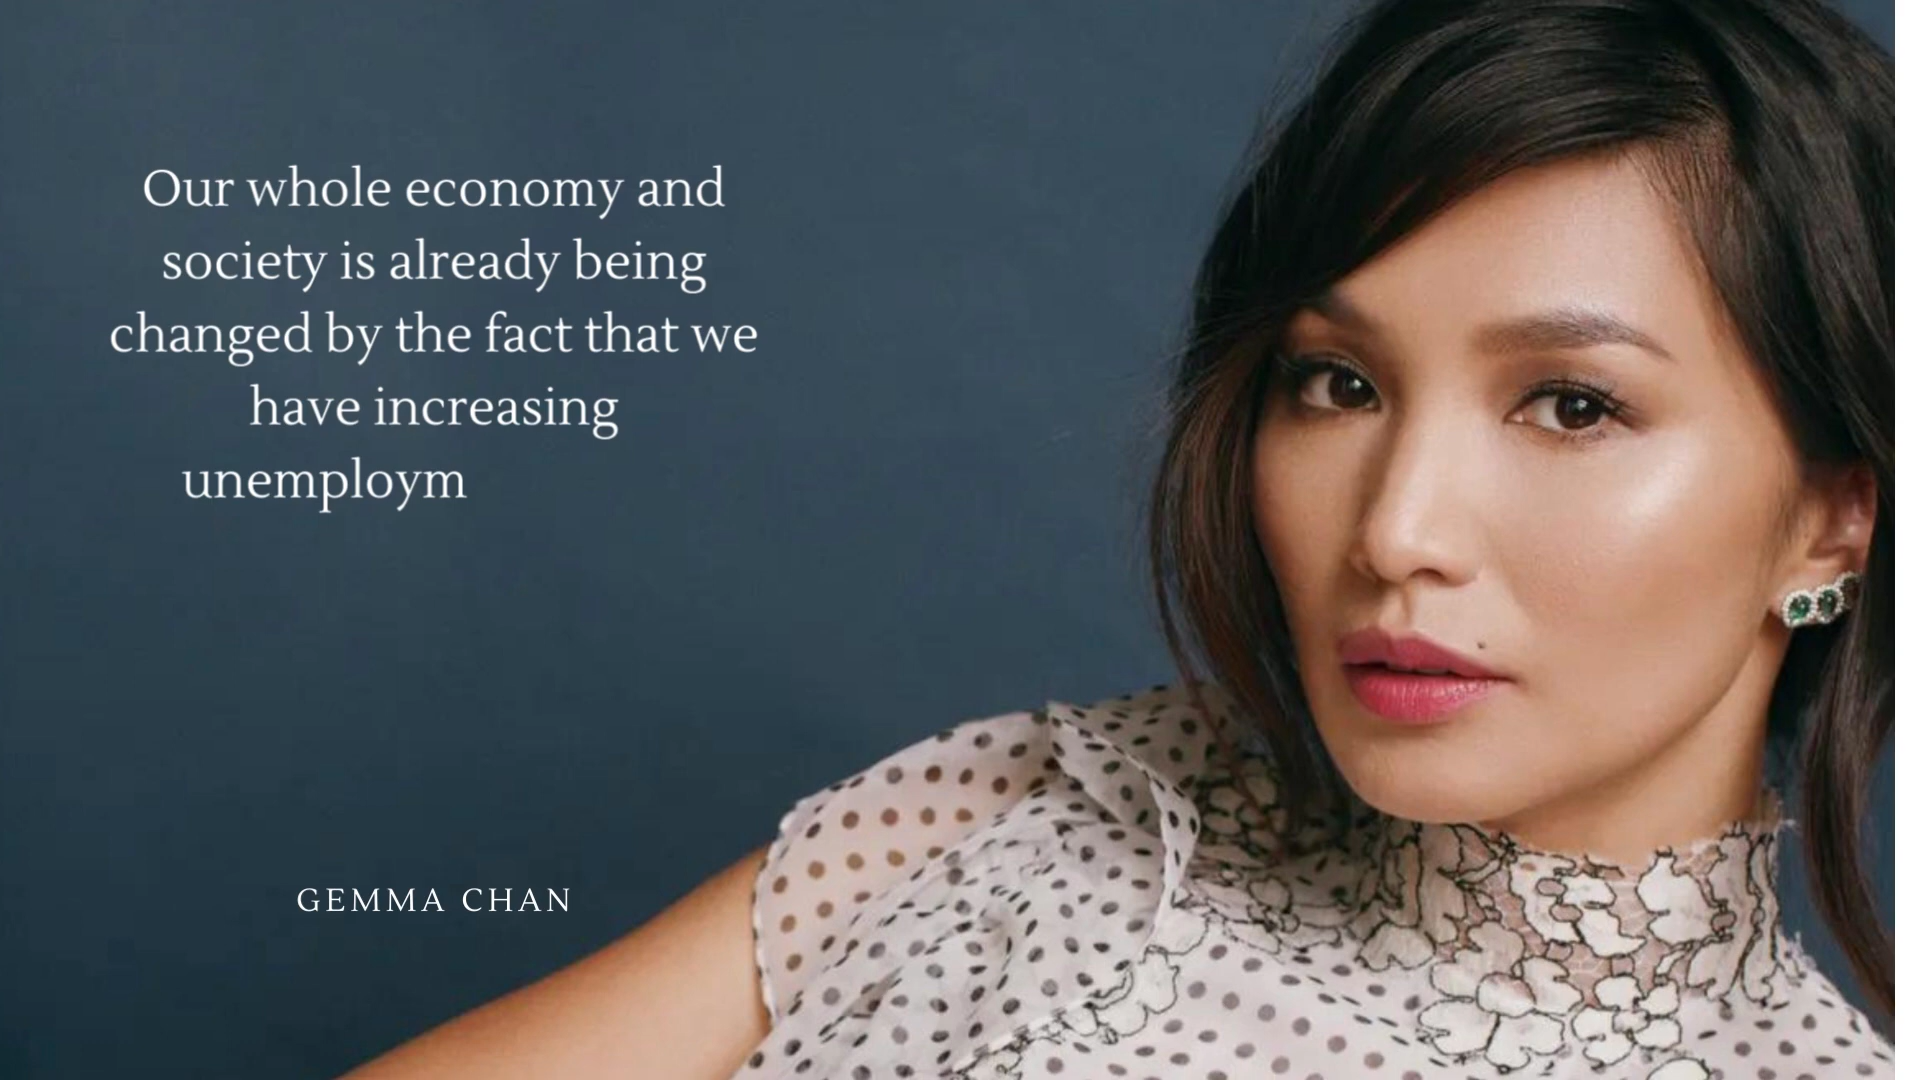 Our whole economy and
society is already being
changed by the fact that we
have increasing
unemploym
GEMMA CHAN